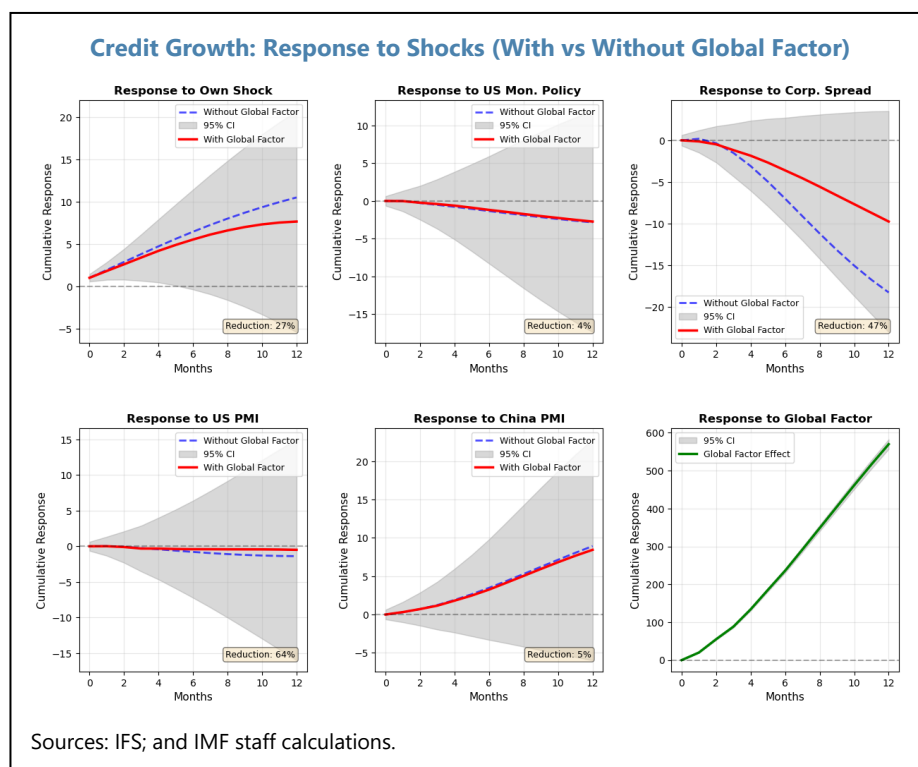 Credit Growth: Response to Shocks (With vs Without Global Factor)
Response to Own Shock
Without Global Factor
95% CI
With Global Factor
20
15
10
5
0
−5
Cumulative Response
Reduction: 27%
0 2 4 6 8 10 12
Months
Response to US Mon. Policy
Without Global Factor
95% CI
With Global Factor
10
5
0
−5
−10
−15
Cumulative Response
Reduction: 4%
0 2 4 6 8 10 12
Months
Response to Corp. Spread
0
−5
−10
−15
−20
Cumulative Response
Without Global Factor
95% CI
With Global Factor
Reduction: 47%
0 2 4 6 8 10 12
Months
Response to US PMI
Without Global Factor
95% CI
With Global Factor
15
10
5
0
−5
−10
−15
Cumulative Response
Reduction: 64%
0 2 4 6 8 10 12
Months
Response to China PMI
Without Global Factor
95% CI
With Global Factor
20
15
10
5
0
−5
Cumulative Response
Reduction: 5%
0 2 4 6 8 10 12
Months
Response to Global Factor
95% CI
Global Factor Effect
600
500
400
300
200
100
0
Cumulative Response
0 2 4 6 8 10 12
Months
Sources: IFS; and IMF staff calculations.